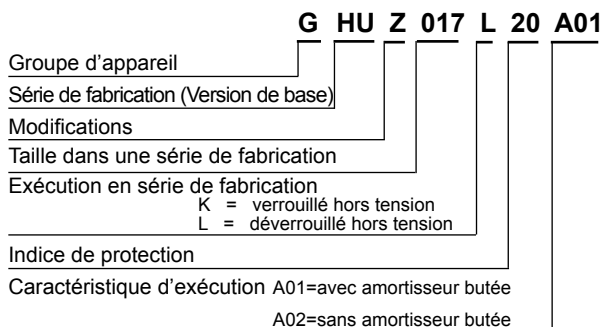 G HU Z 017 L 20 A01
Groupe d'appareil
Série de fabrication (Version de base)
Modifications
Taille dans une série de fabrication
Exécution en série de fabrication
K = verrouillé hors tension
L = déverrouillé hors tension
Indice de protection
Caractéristique d'exécution A01=avec amortisseur butée
A02=sans amortisseur butée